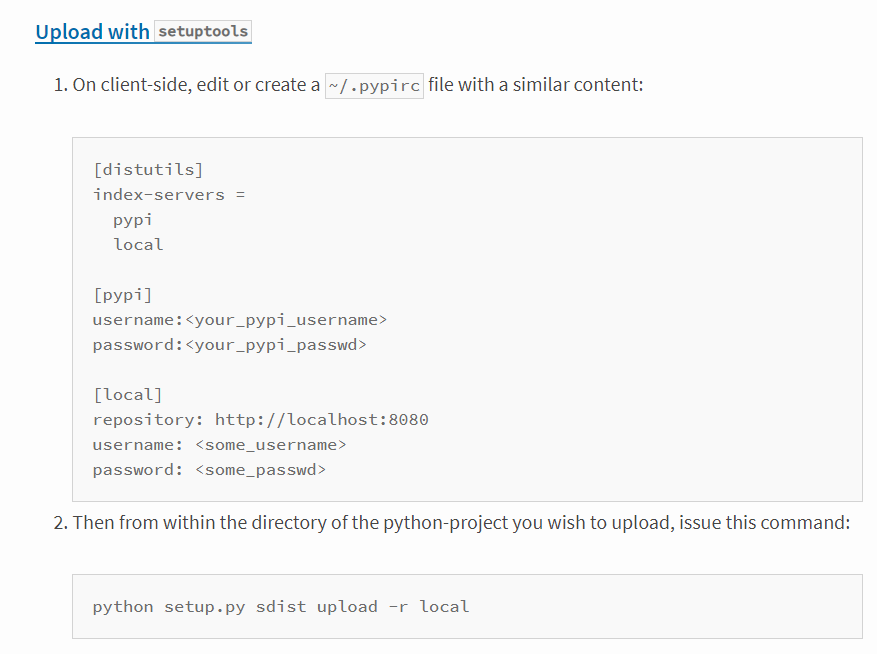 Upload with setuptools
1. On client-side, edit or create a ~/.pypirc file with a similar content:
[distutils]
index-servers =
  pypi
  local

[pypi]
username:<your_pypi_username>
password:<your_pypi_passwd>

[local]
repository: http://localhost:8080
username: <some_username>
password: <some_passwd>
2. Then from within the directory of the python-project you wish to upload, issue this command:
python setup.py sdist upload -r local